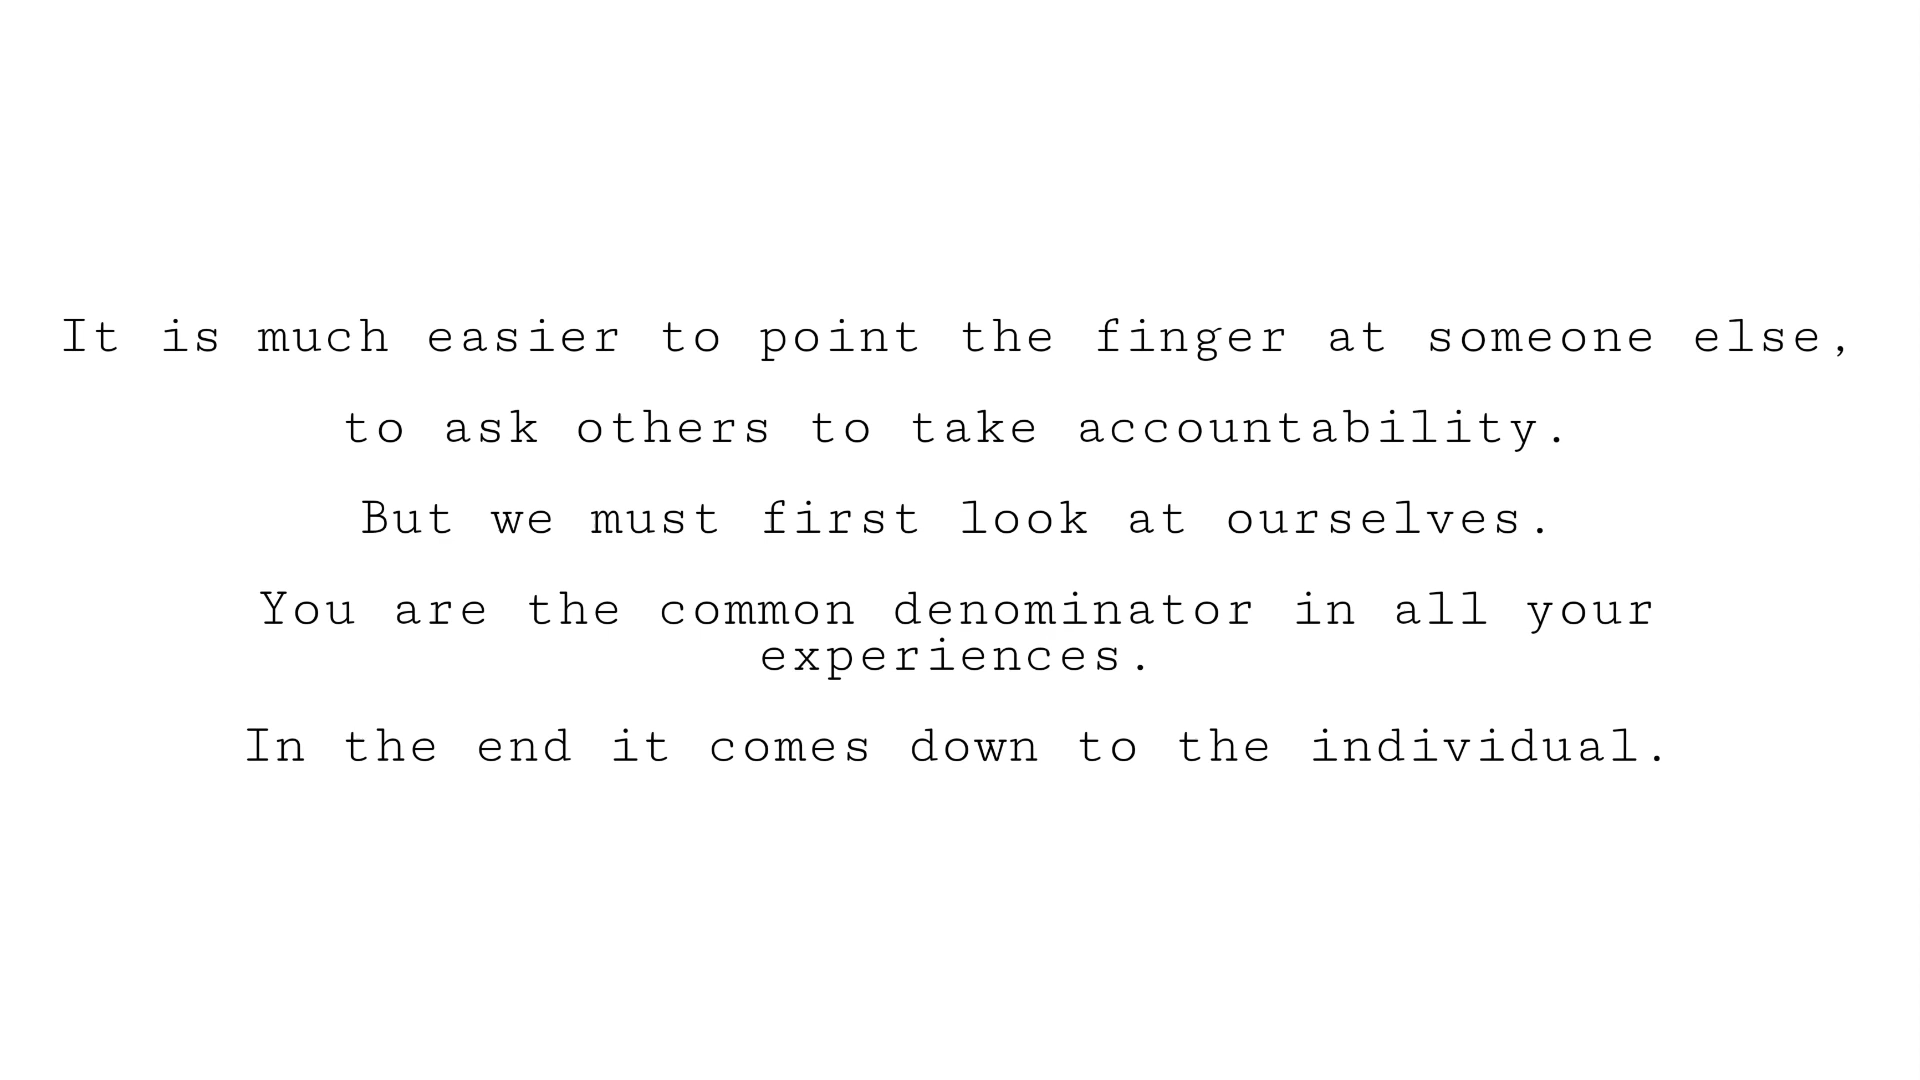 It is much easier to point the finger at someone else,
to ask others to take accountability.
But we must first look at ourselves.
You are the common denominator in all your
experiences.
In the end it comes down to the individual.